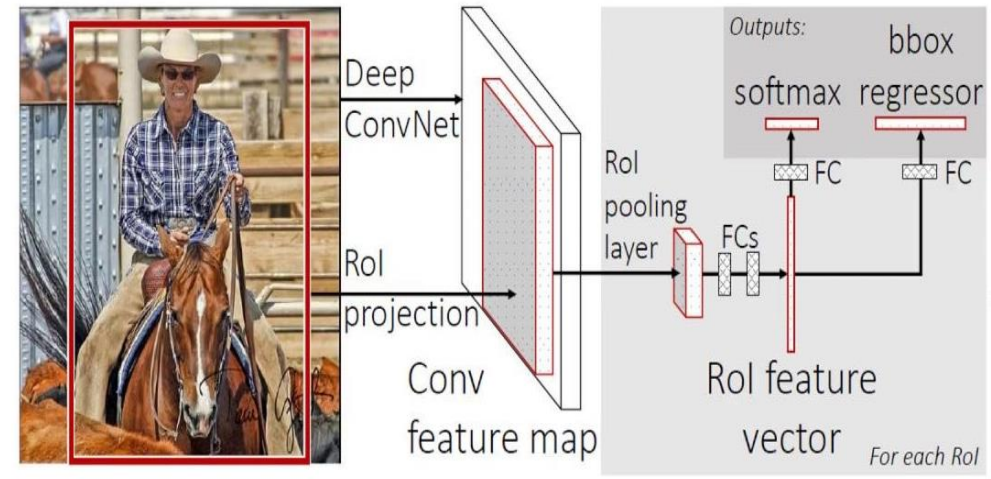 Deep
ConvNet
RoI
projection
Conv
feature map
RoI
pooling
layer
FCs
RoI feature
vector
Outputs:
softmax
bbox
regressor
FC
FC
For each RoI